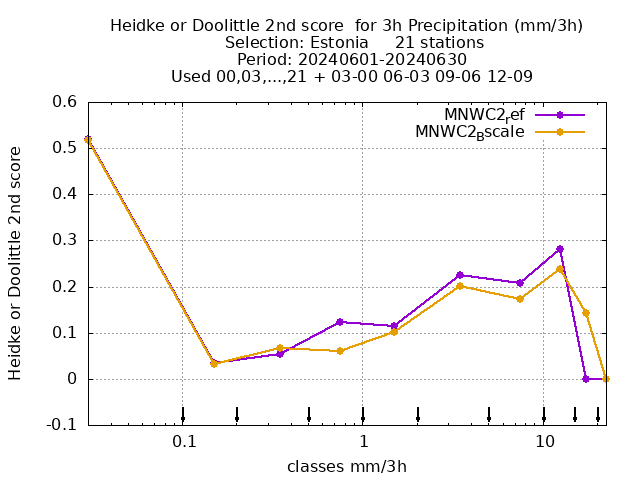 Heidke or Doolittle 2nd score  for 3h Precipitation (mm/3h)
Selection: Estonia     21 stations
Period: 20240601-20240630
Used 00,03,...,21 + 03-00 06-03 09-06 12-09
MNWC2ref
MNWC2Bscale
0.6
0.5
0.4
0.3
0.2
0.1
0
-0.1
Heidke or Doolittle 2nd score
0.1
1
10
classes mm/3h